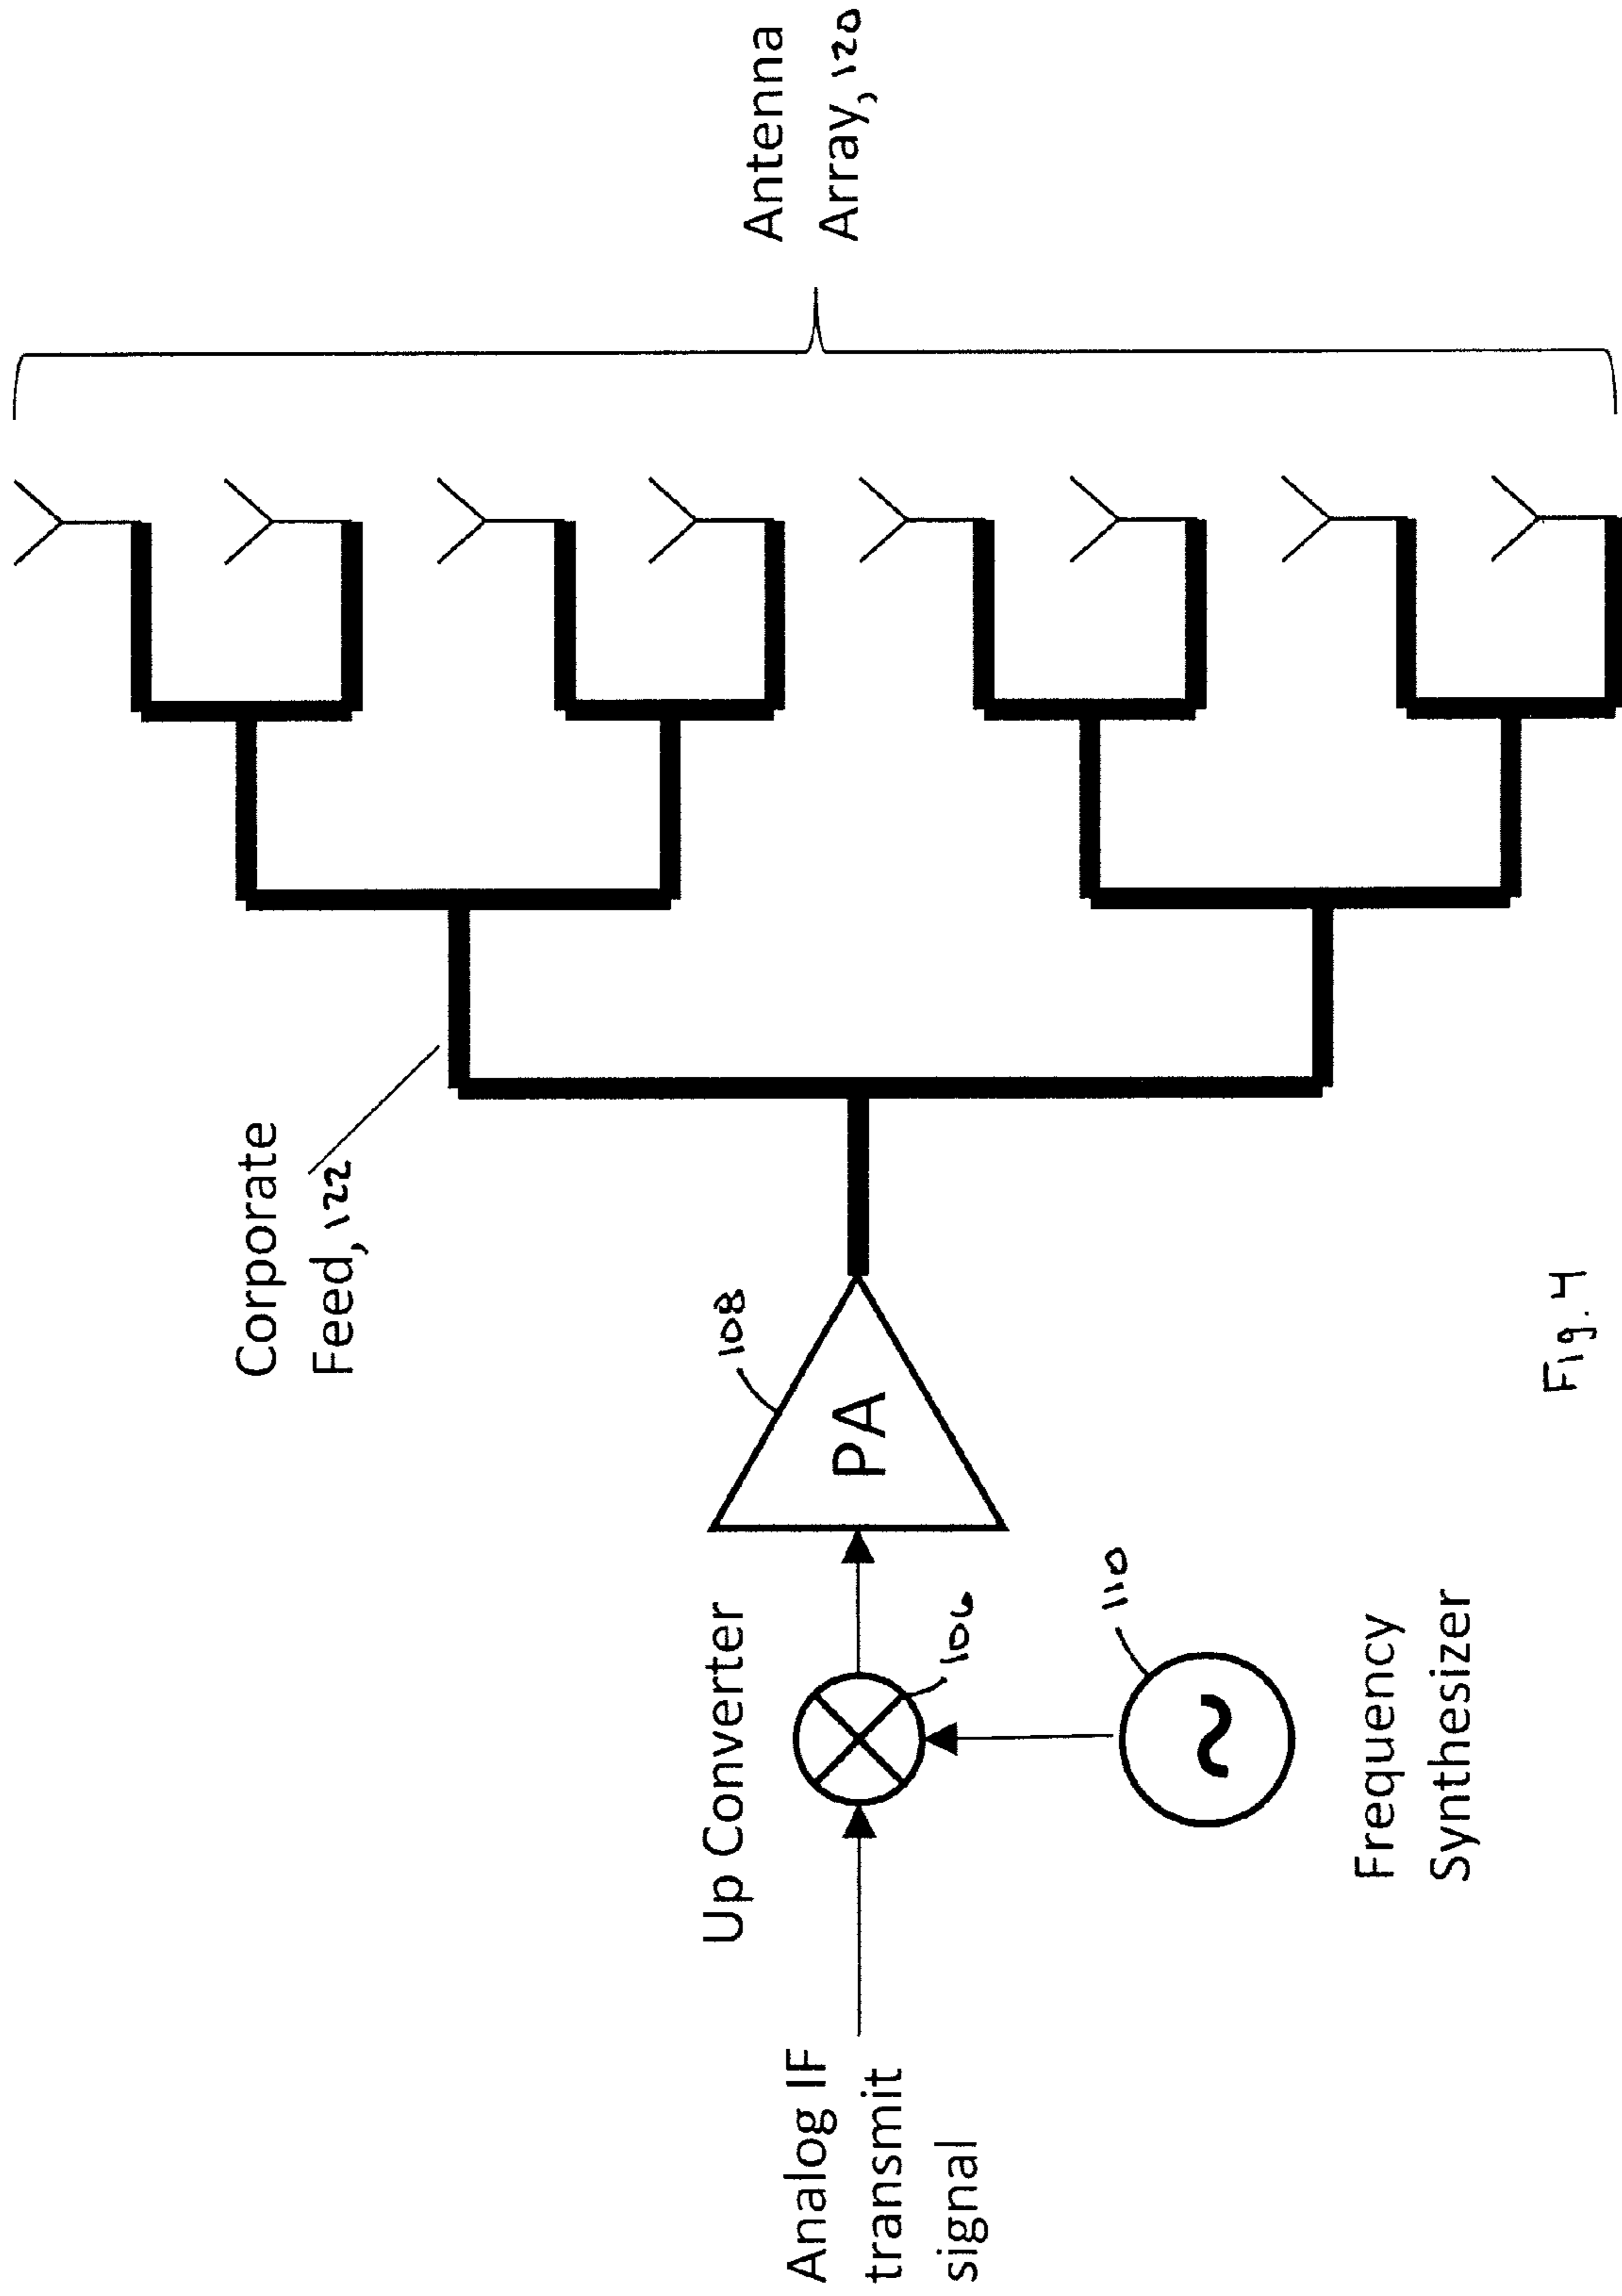 Analog IF
transmit
signal
Up Converter
106
110
Frequency
Synthesizer
PA
108
Corporate
Feed, 122
Antenna
Array, 120
Fig. 4